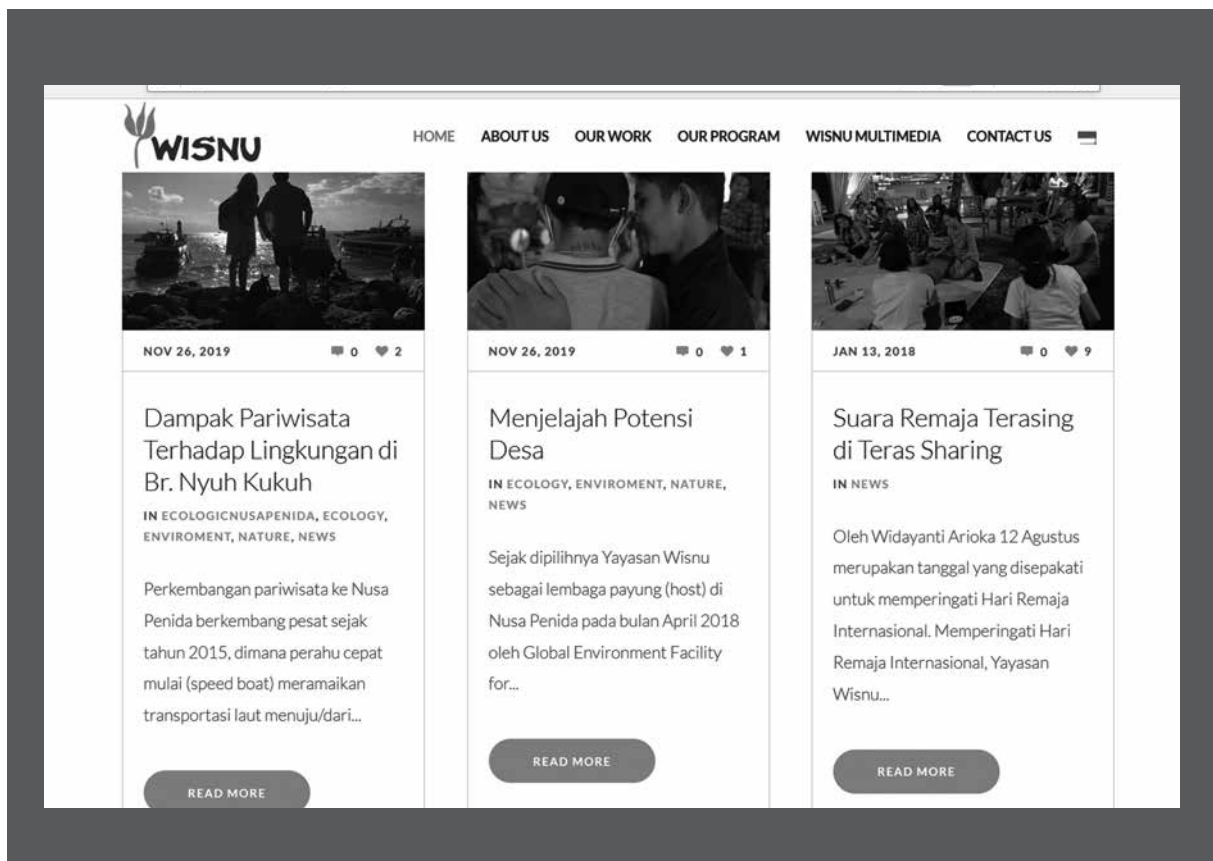 WISNU
HOME ABOUT US OUR WORK OUR PROGRAM WISNU MULTIMEDIA CONTACT US
NOV 26, 2019 0 2
Dampak Pariwisata
Terhadap Lingkungan di
Br. Nyuh Kukuh
IN ECOLOGICNUSAPENIDA, ECOLOGY,
ENVIROMENT, NATURE, NEWS
Perkembangan pariwisata ke Nusa
Penida berkembang pesat sejak
tahun 2015, dimana perahu cepat
mulai (speed boat) meramaikan
transportasi laut menuju/dari...
READ MORE
NOV 26, 2019 0 1
Menjelajah Potensi
Desa
IN ECOLOGY, ENVIROMENT, NATURE,
NEWS
Sejak dipilihnya Yayasan Wisnu
sebagai lembaga payung (host) di
Nusa Penida pada bulan April 2018
oleh Global Environment Facility
for...
READ MORE
JAN 13, 2018 0 9
Suara Remaja Terasing
di Teras Sharing
IN NEWS
Oleh Widayanti Arioka 12 Agustus
merupakan tanggal yang disepakati
untuk memperingati Hari Remaja
Internasional. Memperingati Hari
Remaja Internasional, Yayasan
Wisnu...
READ MORE